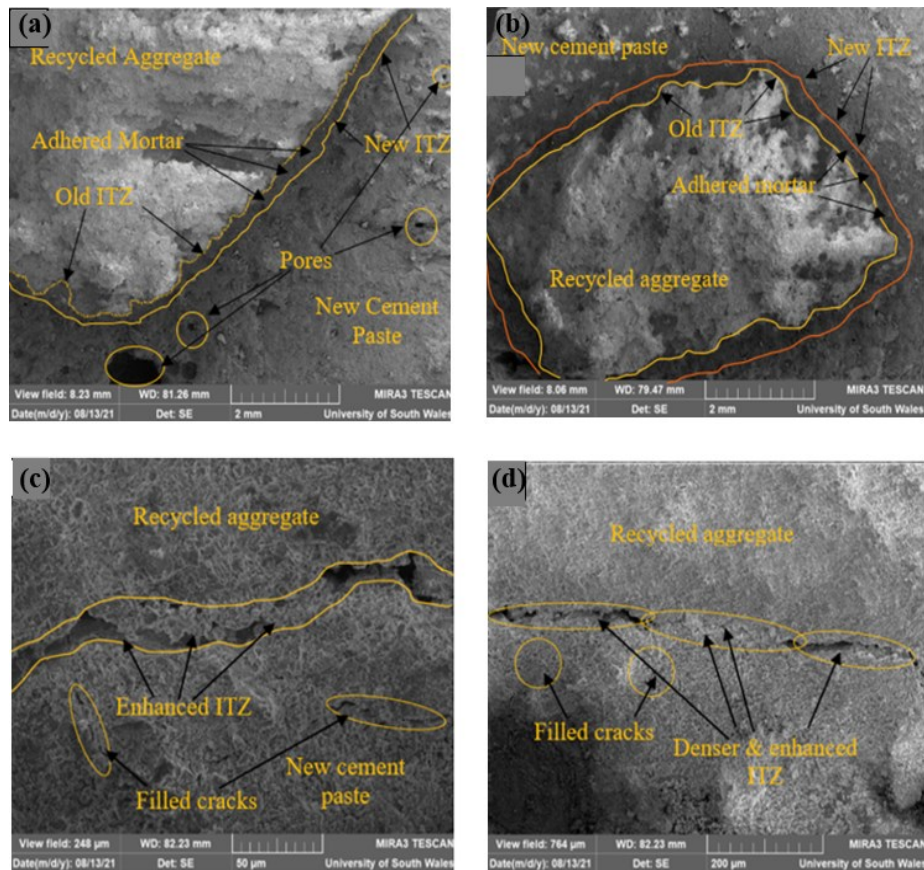 (a)
Recycled Aggregate
Adhered Mortar
New ITZ
Old ITZ
Pores
New Cement
Paste
View field: 8.23 mm WD: 81.26 mm MIRA3 TESCAN
Date(m/d/y): 08/13/21 Det: SE 2 mm University of South Wales
(b)
New cement paste
New ITZ
Old ITZ
Adhered mortar
Recycled aggregate
View field: 8.06 mm WD: 79.47 mm MIRA3 TESCAN
Date(m/d/y): 08/13/21 Det: SE 2 mm University of South Wales
(c)
Recycled aggregate
Enhanced ITZ
Filled cracks
New cement
paste
View field: 248 µm WD: 82.23 mm MIRA3 TESCAN
Date(m/d/y): 08/13/21 Det: SE 50 µm University of South Wales
(d)
Recycled aggregate
Filled cracks
Denser & enhanced
ITZ
View field: 764 µm WD: 82.23 mm MIRA3 TESCAN
Date(m/d/y): 08/13/21 Det: SE 200 µm University of South Wales